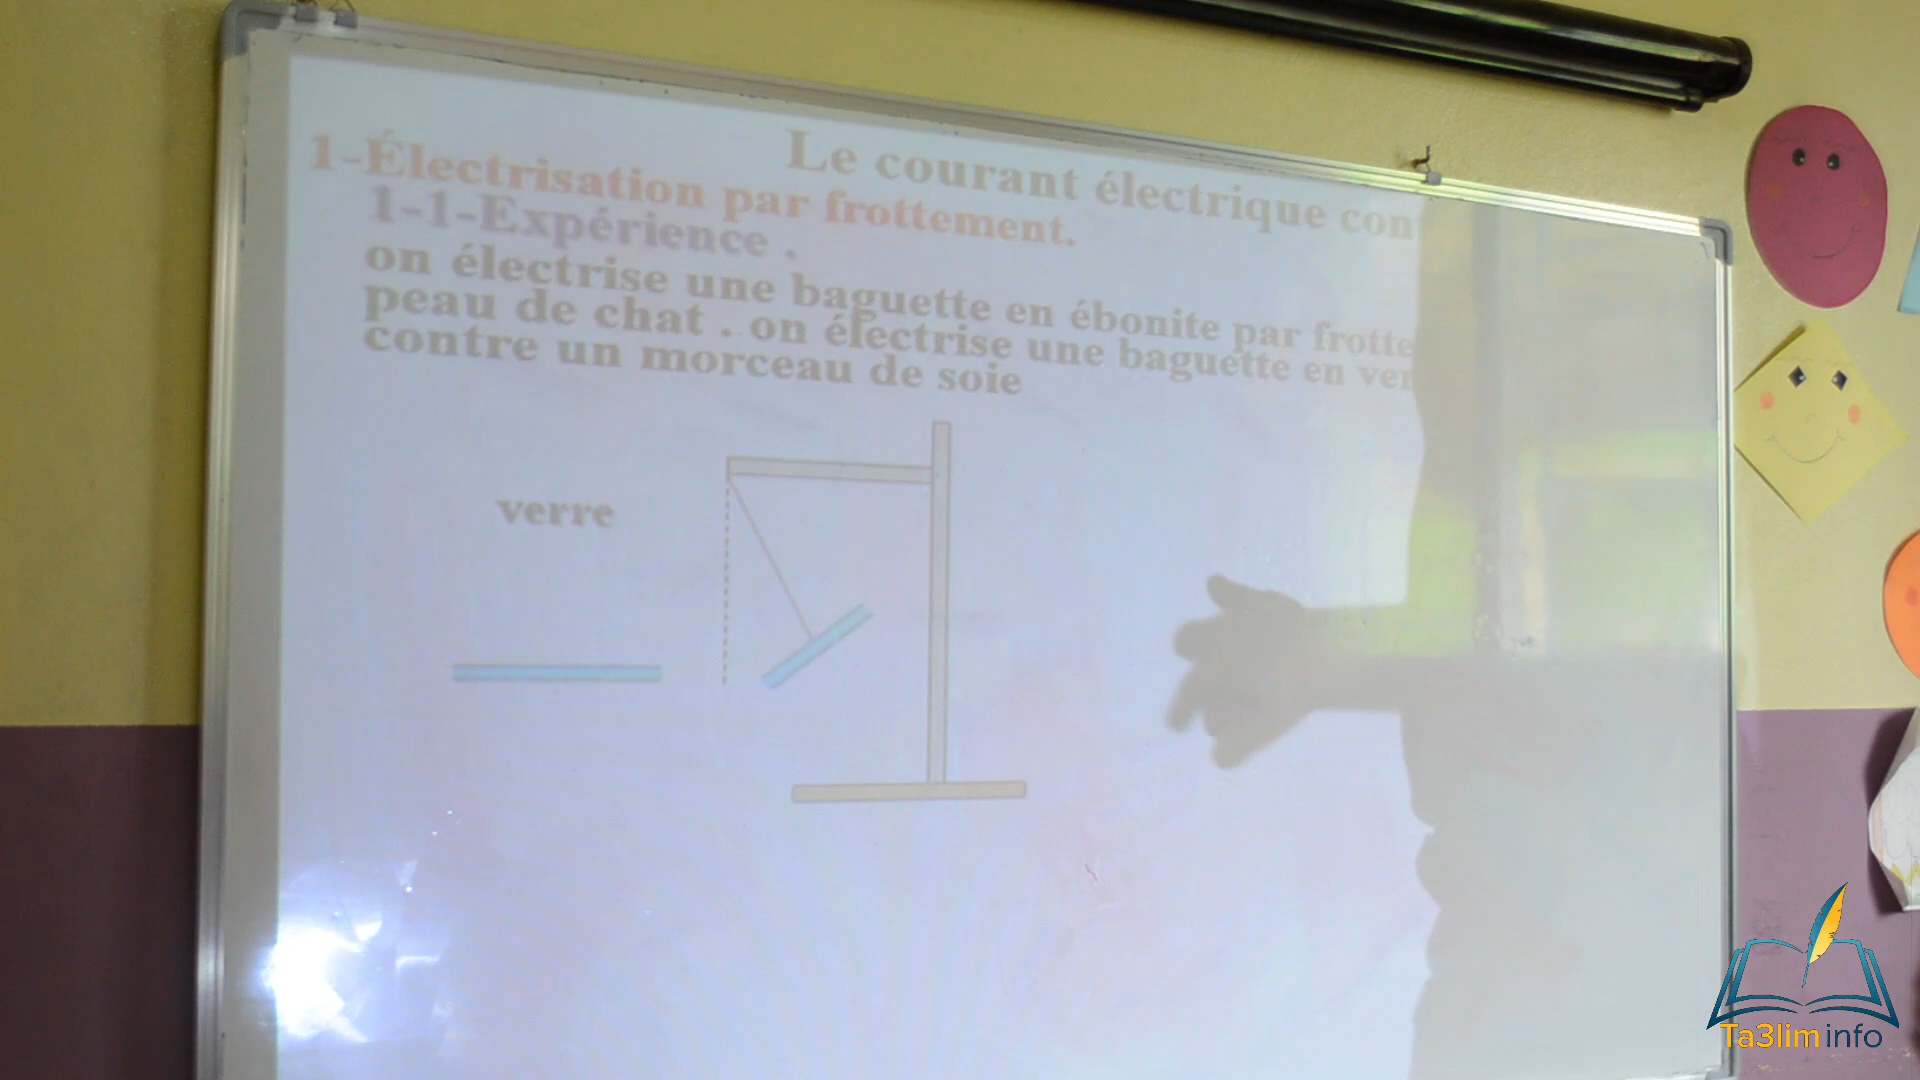 Le courant électrique con
1-Électrisation par frottement.
1-1-Expérience .
on électrise une baguette en ébonite par frotte
peau de chat . on électrise une baguette en ver
contre un morceau de soie
verre
Ta3lim info